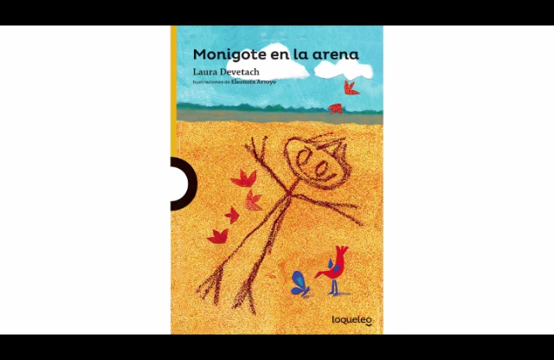 Monigote en la arena
Laura Devetach
Ilustraciones de Eleonora Arroyo
loqueleo